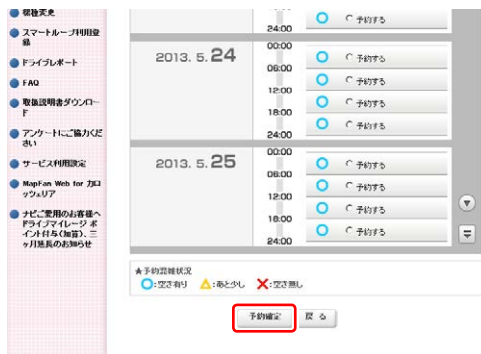 機種変更
スマートループ利用登
録
ドライブレポート
FAQ
取扱説明書ダウンロー
ド
アンケートにご協力くだ
さい
サービス利用設定
MapFan Web for カロ
ッツェリア
ナビご愛用のお客様へ
ドライブマイレージ ポ
イント付与(加算)、三
ヶ月延長のお知らせ
予約する
24:00
2013. 5. 24
00:00
予約する
06:00
予約する
12:00
予約する
18:00
予約する
24:00
2013. 5. 25
00:00
予約する
06:00
予約する
12:00
予約する
18:00
予約する
24:00
★予約混雑状況
:空き有り :あと少し :空き無し
予約確定 戻 る